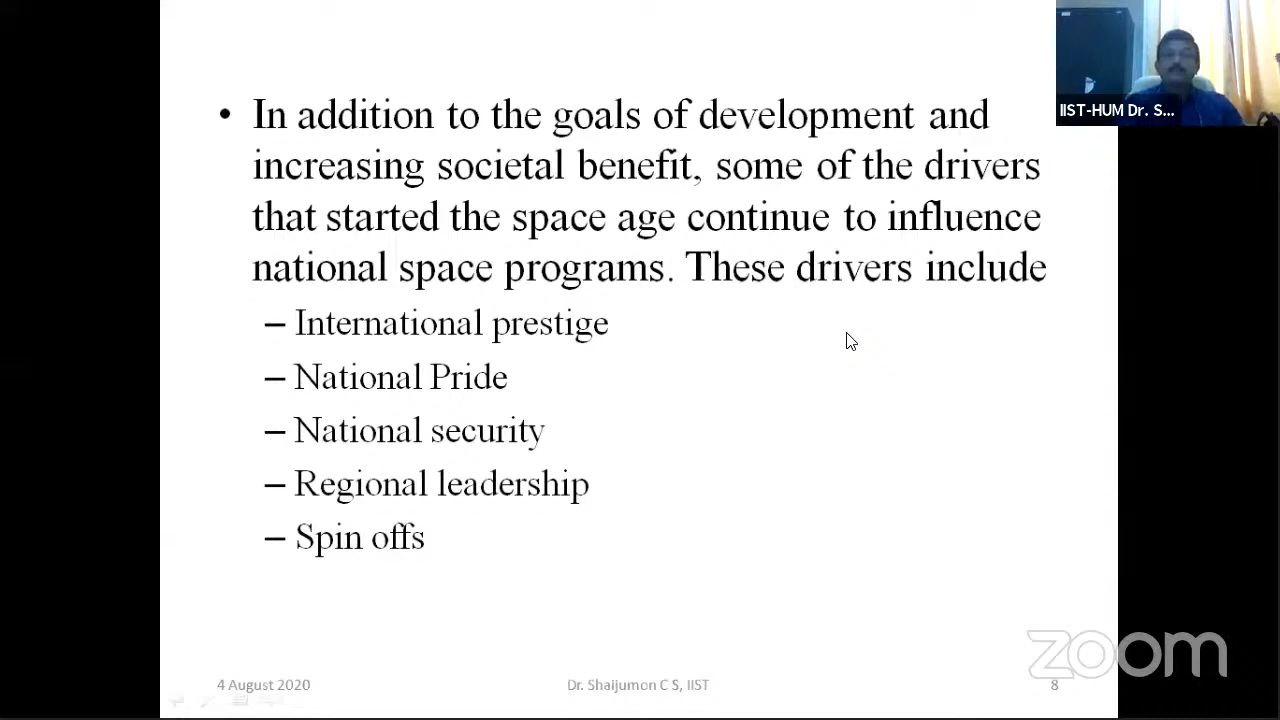 IIST-HUM Dr. S...
• In addition to the goals of development and
increasing societal benefit, some of the drivers
that started the space age continue to influence
national space programs. These drivers include
– International prestige
– National Pride
– National security
– Regional leadership
– Spin offs
zoom
4 August 2020
Dr. Shaijumon C S, IIST
8